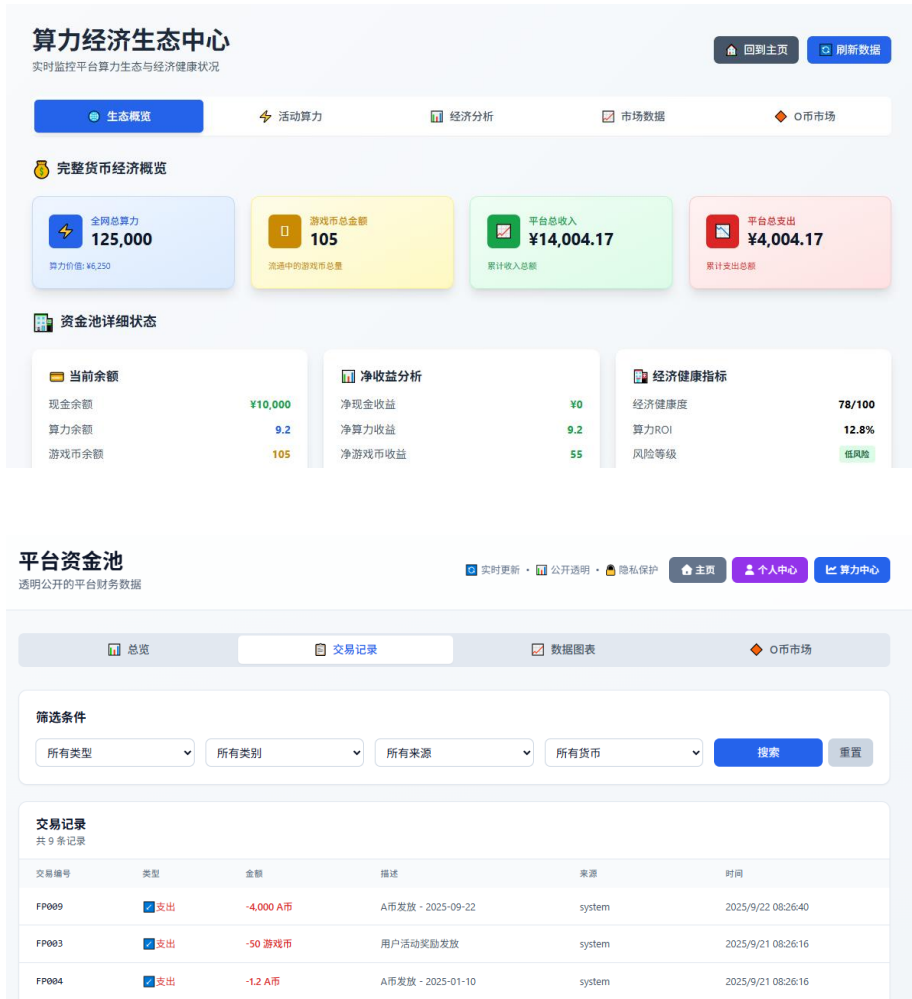 算力经济生态中心
实时监控平台算力生态与经济健康状况
回到主页
刷新数据
生态概览
活动算力
经济分析
市场数据
O币市场
完整货币经济概览
全网总算力
125,000
算力价值: ¥6,250
游戏币总金额
105
流通中的游戏币总量
平台总收入
¥14,004.17
累计收入总额
平台总支出
¥4,004.17
累计支出总额
资金池详细状态
当前余额
现金余额 ¥10,000
算力余额 9.2
游戏币余额 105
净收益分析
净现金收益 ¥0
净算力收益 9.2
净游戏币收益 55
经济健康指标
经济健康度 78/100
算力ROI 12.8%
风险等级 低风险
平台资金池
透明公开的平台财务数据
实时更新 • 公开透明 • 隐私保护
主页
个人中心
算力中心
总览
交易记录
数据图表
O币市场
筛选条件
所有类型
所有类别
所有来源
所有货币
搜索
重置
交易记录
共 9 条记录
交易编号 类型 金额 描述 来源 时间
FP009 支出 -4,000 A币 A币发放 - 2025-09-22 system 2025/9/22 08:26:40
FP003 支出 -50 游戏币 用户活动奖励发放 system 2025/9/21 08:26:16
FP004 支出 -1.2 A币 A币发放 - 2025-01-10 system 2025/9/21 08:26:16